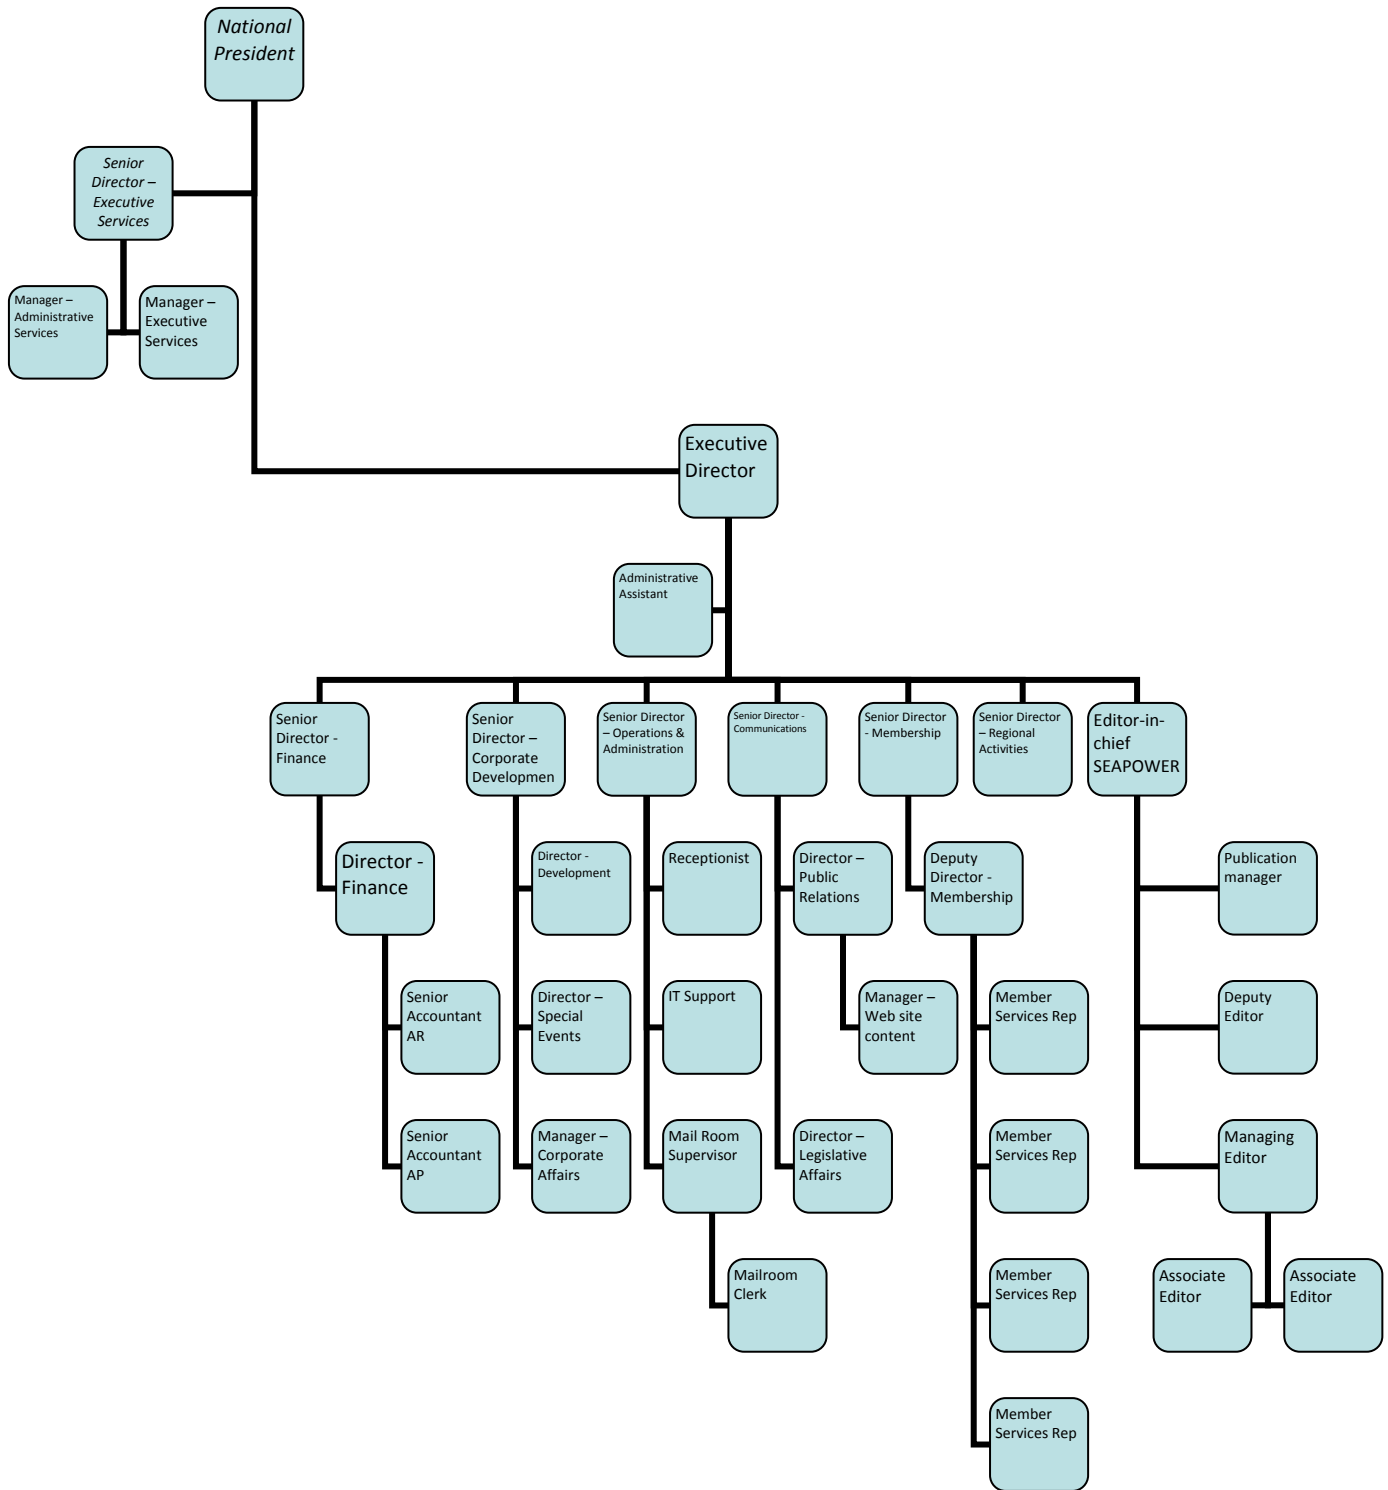 National
President
Senior
Director –
Executive
Services
Manager –
Administrative
Services
Manager –
Executive
Services
Executive
Director
Administrative
Assistant
Senior
Director -
Finance
Senior
Director –
Corporate
Developmen
Senior Director
– Operations &
Administration
Senior Director -
Communications
Senior Director
- Membership
Senior Director
– Regional
Activities
Editor-in-
chief
SEAPOWER
Director -
Finance
Director -
Development
Receptionist
Director –
Public
Relations
Deputy
Director -
Membership
Publication
manager
Senior
Accountant
AR
Director –
Special
Events
IT Support
Manager –
Web site
content
Member
Services Rep
Deputy
Editor
Senior
Accountant
AP
Manager –
Corporate
Affairs
Mail Room
Supervisor
Director –
Legislative
Affairs
Member
Services Rep
Managing
Editor
Mailroom
Clerk
Member
Services Rep
Associate
Editor
Associate
Editor
Member
Services Rep